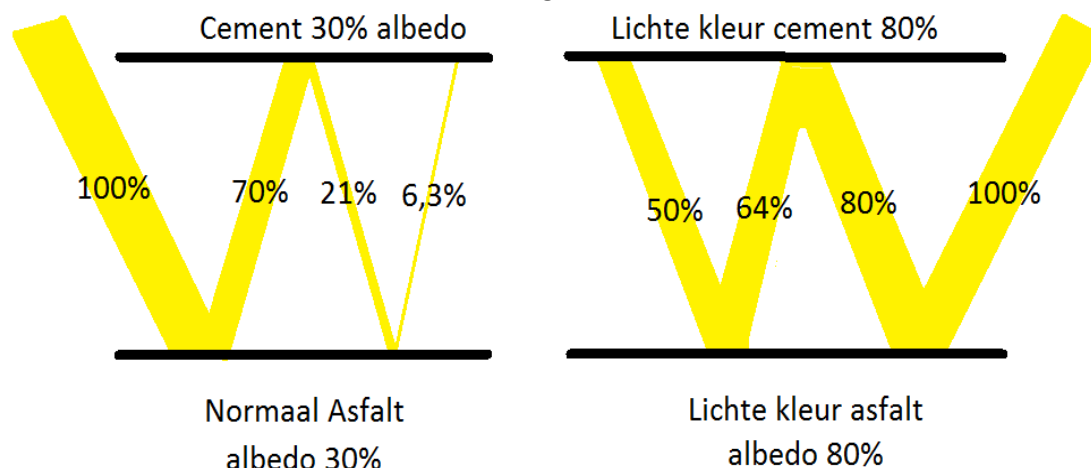 Cement 30% albedo
Lichte kleur cement 80%
100%
70%
21%
6,3%
50%
64%
80%
100%
Normaal Asfalt
albedo 30%
Lichte kleur asfalt
albedo 80%